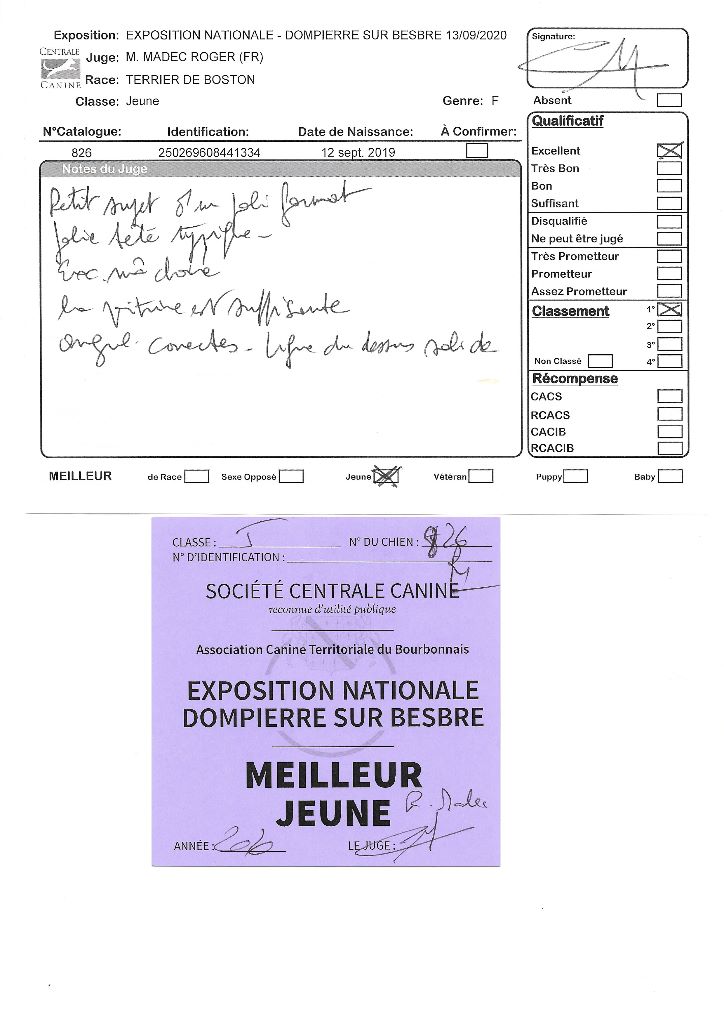 Exposition: EXPOSITION NATIONALE - DOMPIERRE SUR BESBRE 13/09/2020
CENTRALE CANINE
Juge: M. MADEC ROGER (FR)
Race: TERRIER DE BOSTON
Classe: Jeune Genre: F
N°Catalogue: Identification: Date de Naissance: À Confirmer:
826 250269608441334 12 sept. 2019
Notes du Juge
Petit sujet d'un joli format
Jolie tête typique -
Exc. mâchoire
la poitrine est suffisante
angul. correctes - ligne du dessus solide
Signature:
Absent
Qualificatif
Excellent
Très Bon
Bon
Suffisant
Disqualifié
Ne peut être jugé
Très Prometteur
Prometteur
Assez Prometteur
Classement 1°
2°
3°
Non Classé 4°
Récompense
CACS
RCACS
CACIB
RCACIB
MEILLEUR de Race Sexe Opposé Jeune Vétéran Puppy Baby
CLASSE : J N° DU CHIEN : 826
N° D'IDENTIFICATION :
SOCIÉTÉ CENTRALE CANINE
reconnue d'utilité publique
Association Canine Territoriale du Bourbonnais
EXPOSITION NATIONALE
DOMPIERRE SUR BESBRE
MEILLEUR
JEUNE R. Madec
ANNÉE : 2020 LE JUGE :